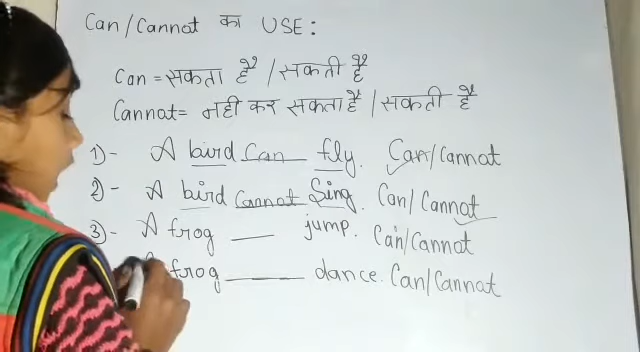 Can/Cannot का USE:
Can = सकता है / सकती है
Cannot = नही कर सकता है / सकती है
1)- A bird Can fly. Can/Cannot
2)- A bird Cannot Sing. Can/Cannot
3)- A frog ___ jump. Can/Cannot
frog ___ dance. Can/Cannot